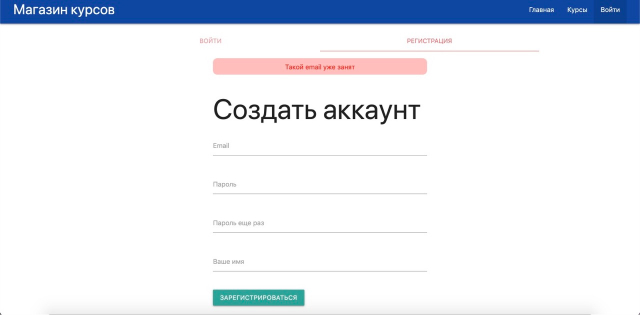 Магазин курсов
Главная Курсы Войти
ВОЙТИ РЕГИСТРАЦИЯ
Такой email уже занят
Создать аккаунт
Email
Пароль
Пароль еще раз
Ваше имя
ЗАРЕГИСТРИРОВАТЬСЯ